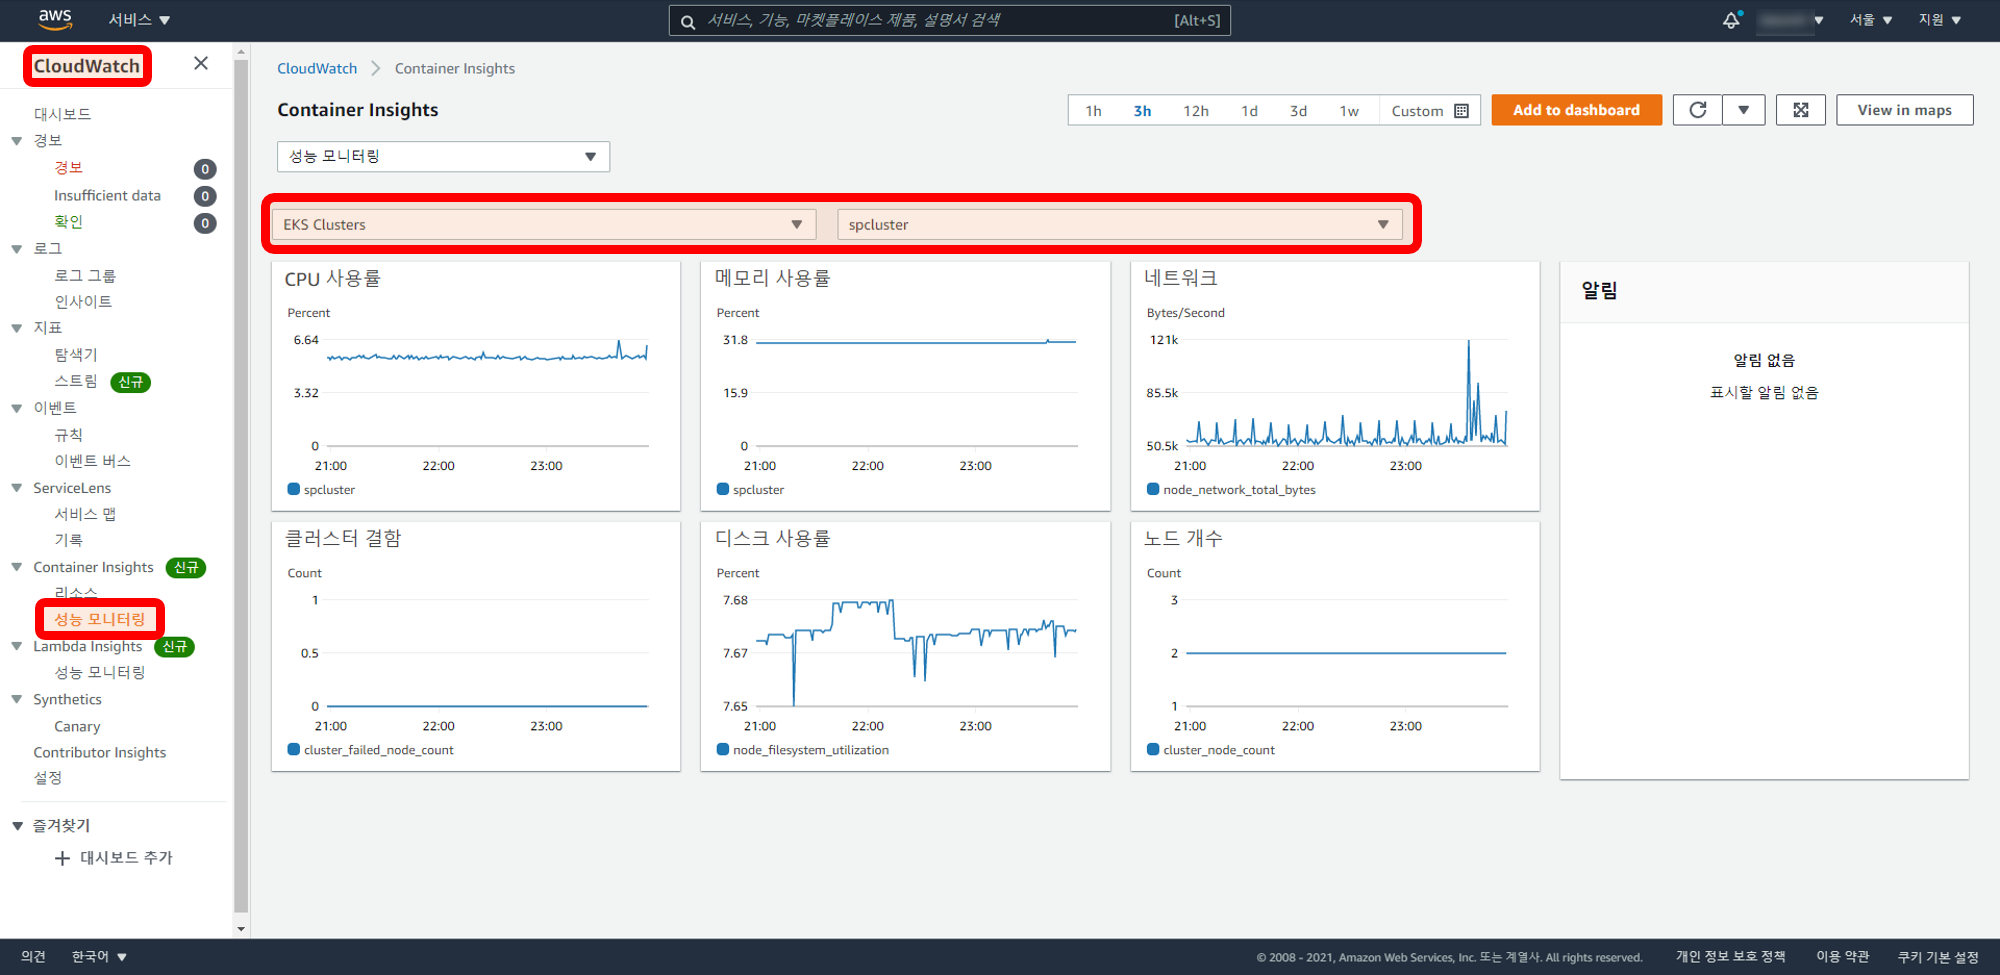 aws 서비스 ▼
서비스, 기능, 마켓플레이스 제품, 설명서 검색 [Alt+S]
서울 ▼ 지원 ▼
CloudWatch
대시보드
경보
경보 0
Insufficient data 0
확인 0
로그
로그 그룹
인사이트
지표
탐색기
스트림 신규
이벤트
규칙
이벤트 버스
ServiceLens
서비스 맵
기록
Container Insights 신규
리소스
성능 모니터링
Lambda Insights 신규
성능 모니터링
Synthetics
Canary
Contributor Insights
설정
즐겨찾기
+ 대시보드 추가
CloudWatch > Container Insights
Container Insights
1h 3h 12h 1d 3d 1w Custom
Add to dashboard
View in maps
성능 모니터링
EKS Clusters
spcluster
CPU 사용률
Percent
6.64
3.32
0
21:00 22:00 23:00
spcluster
메모리 사용률
Percent
31.8
15.9
0
21:00 22:00 23:00
spcluster
네트워크
Bytes/Second
121k
85.5k
50.5k
21:00 22:00 23:00
node_network_total_bytes
알림
알림 없음
표시할 알림 없음
클러스터 결함
Count
1
0.5
0
21:00 22:00 23:00
cluster_failed_node_count
디스크 사용률
Percent
7.68
7.67
7.65
21:00 22:00 23:00
node_filesystem_utilization
노드 개수
Count
3
2
1
21:00 22:00 23:00
cluster_node_count
의견 한국어 ▼
© 2008 - 2021, Amazon Web Services, Inc. 또는 계열사. All rights reserved. 개인 정보 보호 정책 이용 약관 쿠키 기본 설정